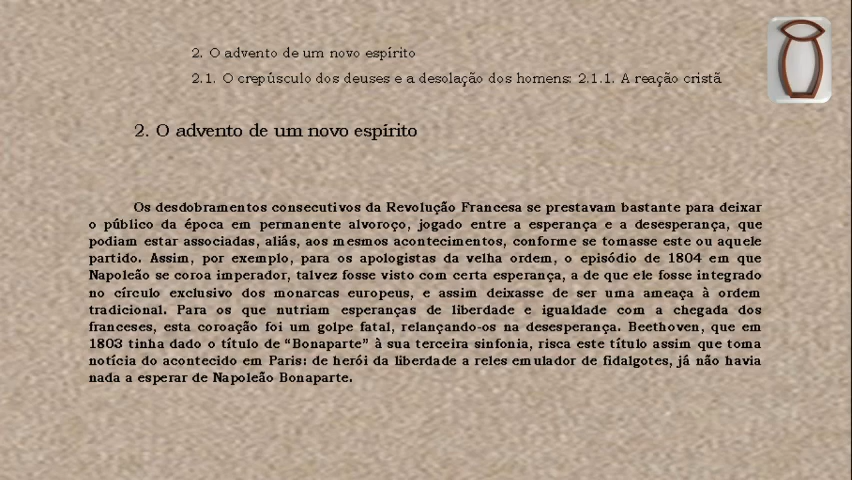 2. O advento de um novo espírito
2.1. O crepúsculo dos deuses e a desolação dos homens: 2.1.1. A reação cristã
2. O advento de um novo espírito
Os desdobramentos consecutivos da Revolução Francesa se prestavam bastante para deixar
o público da época em permanente alvoroço, jogado entre a esperança e a desesperança, que
podiam estar associadas, aliás, aos mesmos acontecimentos, conforme se tomasse este ou aquele
partido. Assim, por exemplo, para os apologistas da velha ordem, o episódio de 1804 em que
Napoleão se coroa imperador, talvez fosse visto com certa esperança, a de que ele fosse integrado
no círculo exclusivo dos monarcas europeus, e assim deixasse de ser uma ameaça à ordem
tradicional. Para os que nutriam esperanças de liberdade e igualdade com a chegada dos
franceses, esta coroação foi um golpe fatal, relançando-os na desesperança. Beethoven, que em
1803 tinha dado o título de “Bonaparte” à sua terceira sinfonia, risca este título assim que toma
notícia do acontecido em Paris: de herói da liberdade a reles emulador de fidalgotes, já não havia
nada a esperar de Napoleão Bonaparte.